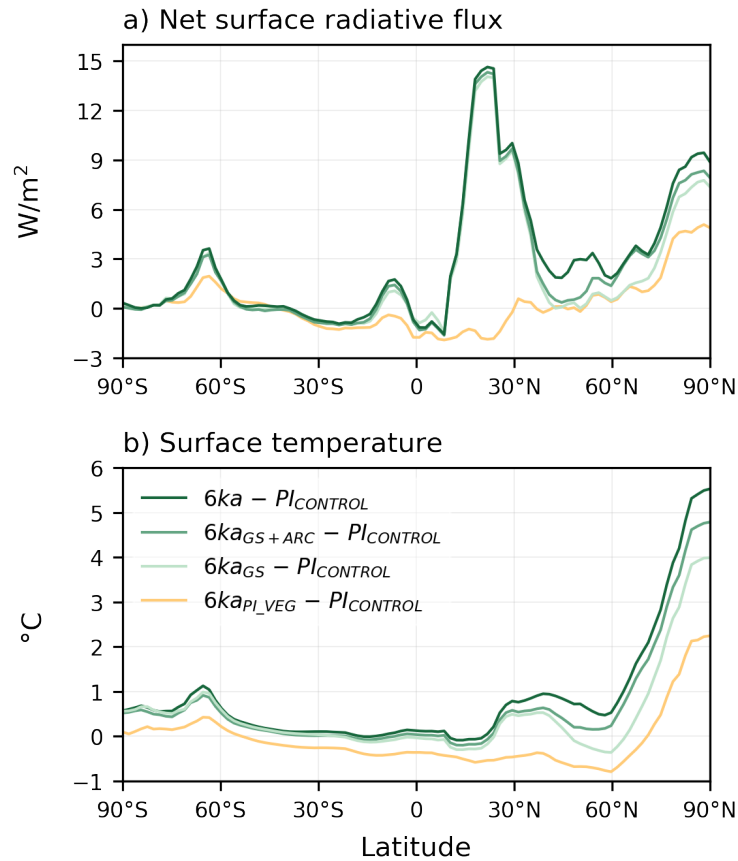 a) Net surface radiative flux
15
12
9
6
3
0
−3
W/m²
90°S 60°S 30°S 0 30°N 60°N 90°N
b) Surface temperature
6
5
4
3
2
1
0
−1
°C
6ka − PI_CONTROL
6ka_GS+ARC − PI_CONTROL
6ka_GS − PI_CONTROL
6ka_PI_VEG − PI_CONTROL
90°S 60°S 30°S 0 30°N 60°N 90°N
Latitude